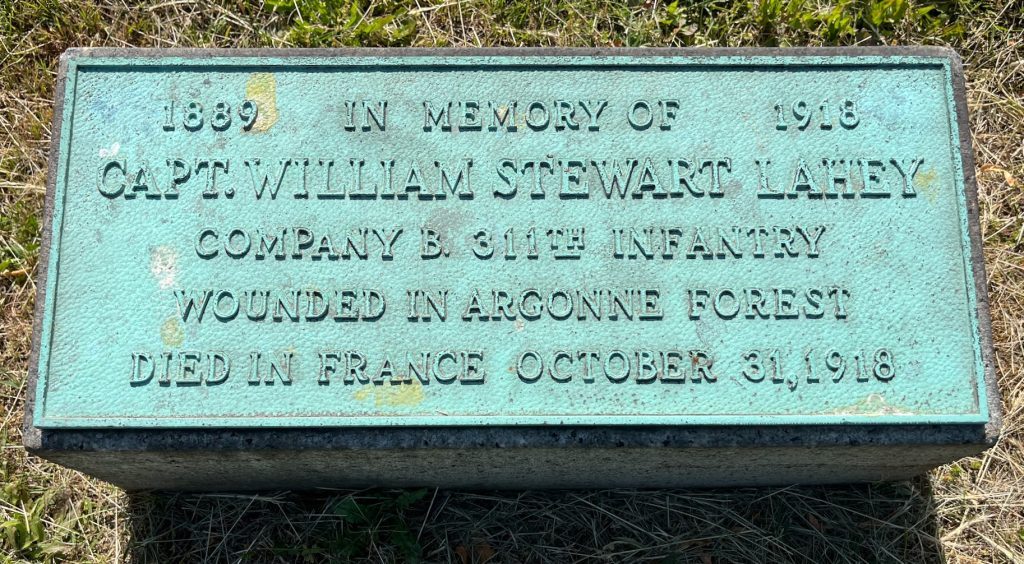 1889 IN MEMORY OF 1918
CAPT. WILLIAM STEWART LAHEY
COMPANY B. 311TH INFANTRY
WOUNDED IN ARGONNE FOREST
DIED IN FRANCE OCTOBER 31, 1918